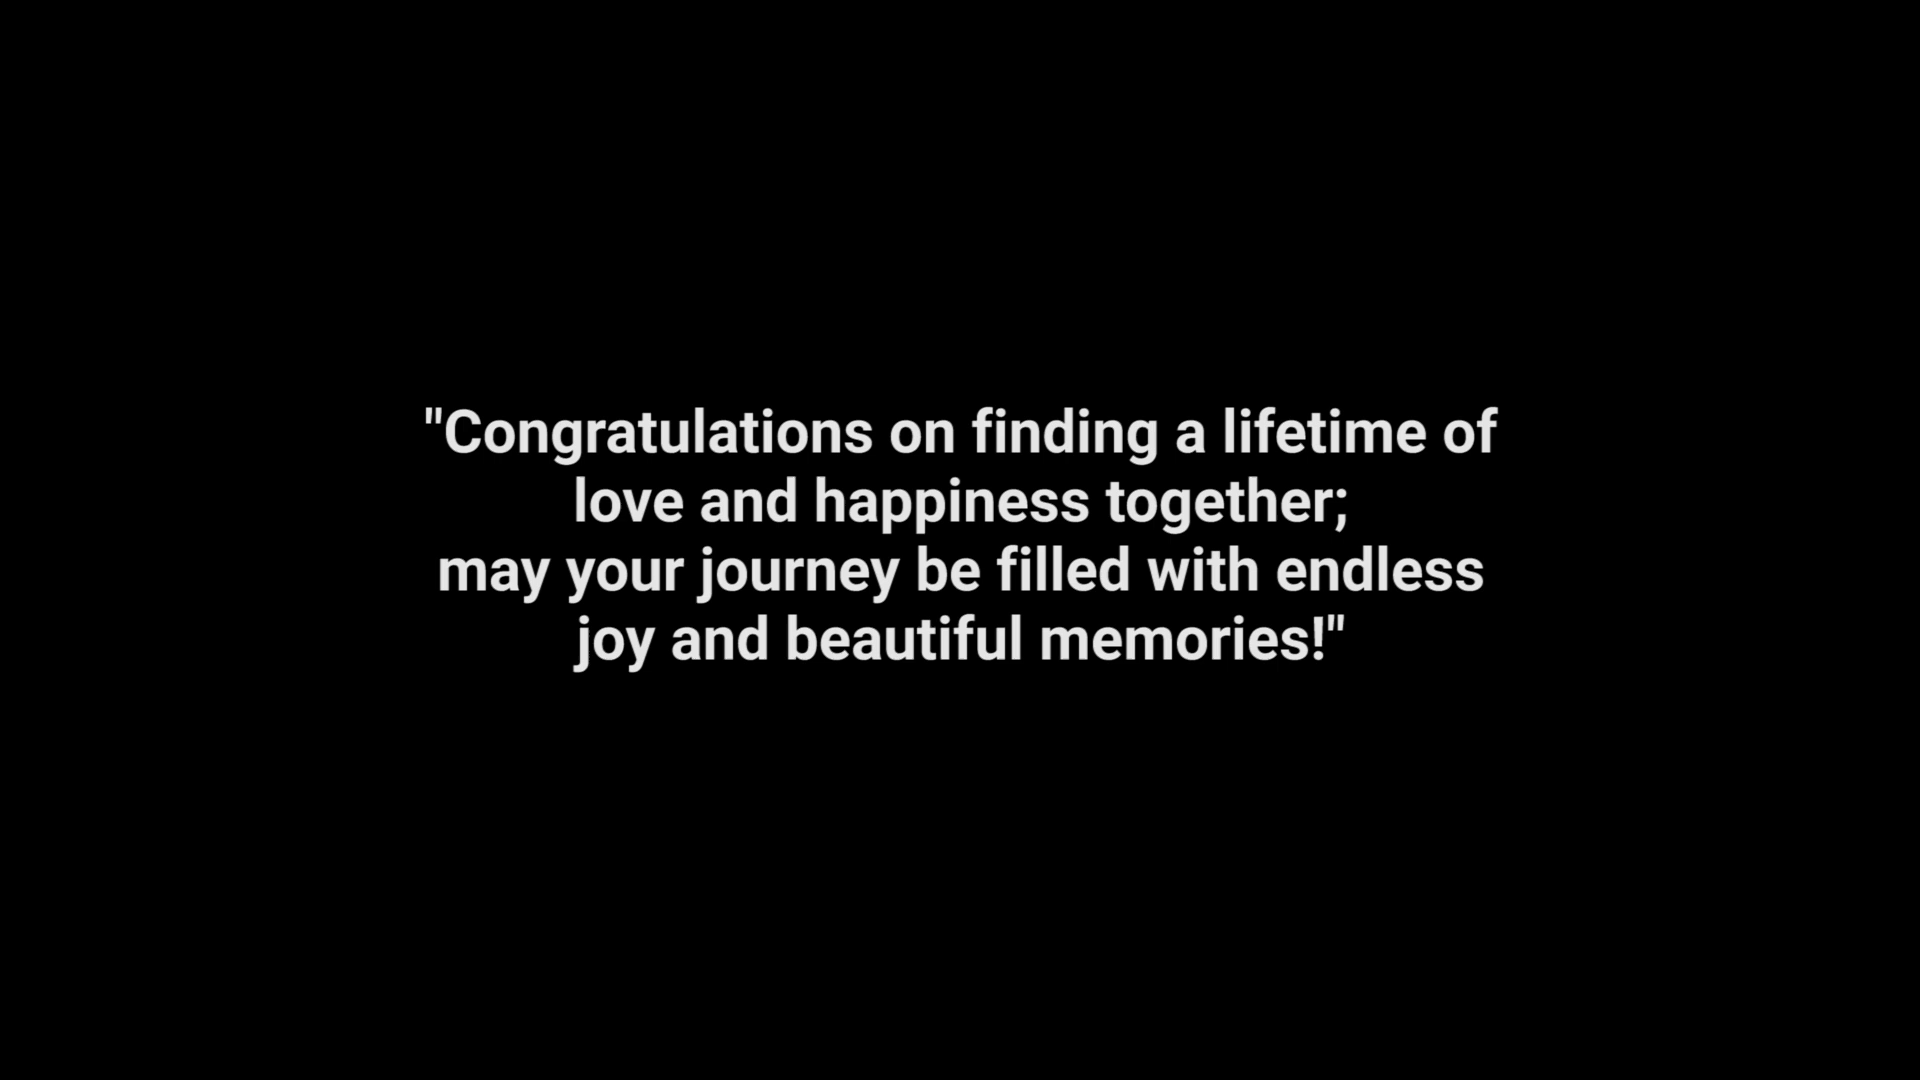 "Congratulations on finding a lifetime of
love and happiness together;
may your journey be filled with endless
joy and beautiful memories!"